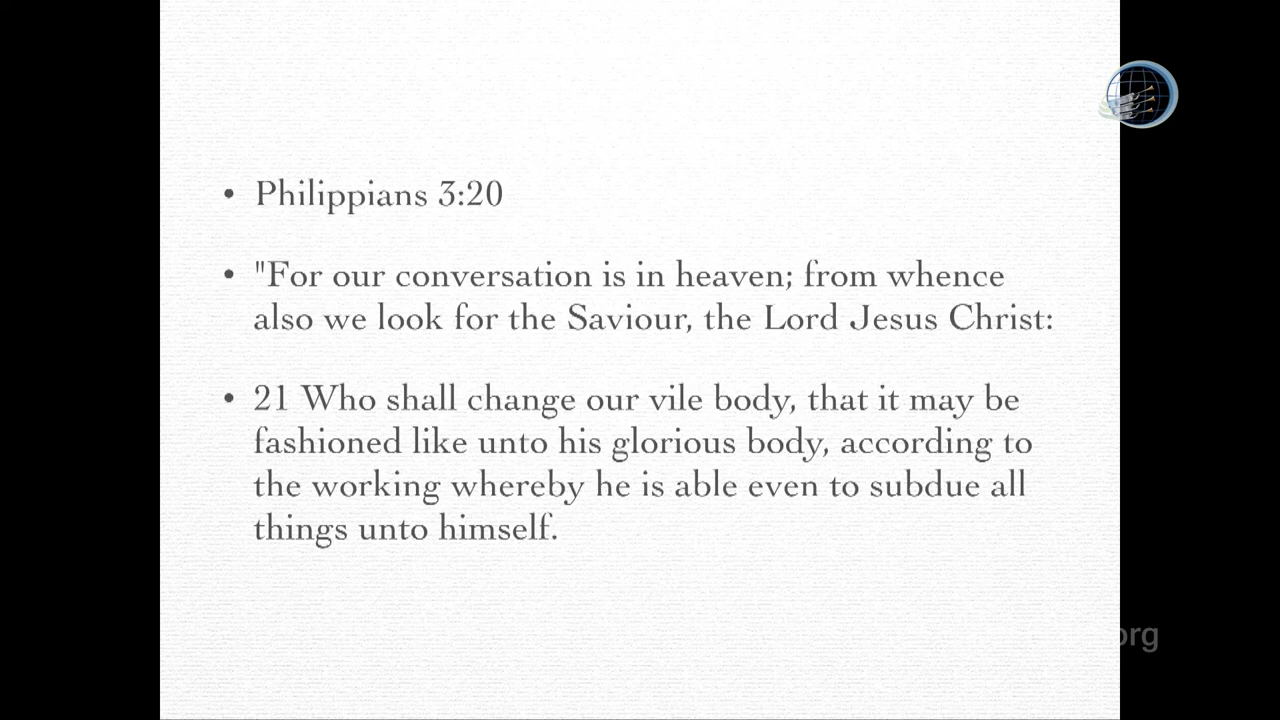 • Philippians 3:20
• "For our conversation is in heaven; from whence
also we look for the Saviour, the Lord Jesus Christ:
• 21 Who shall change our vile body, that it may be
fashioned like unto his glorious body, according to
the working whereby he is able even to subdue all
things unto himself.
org